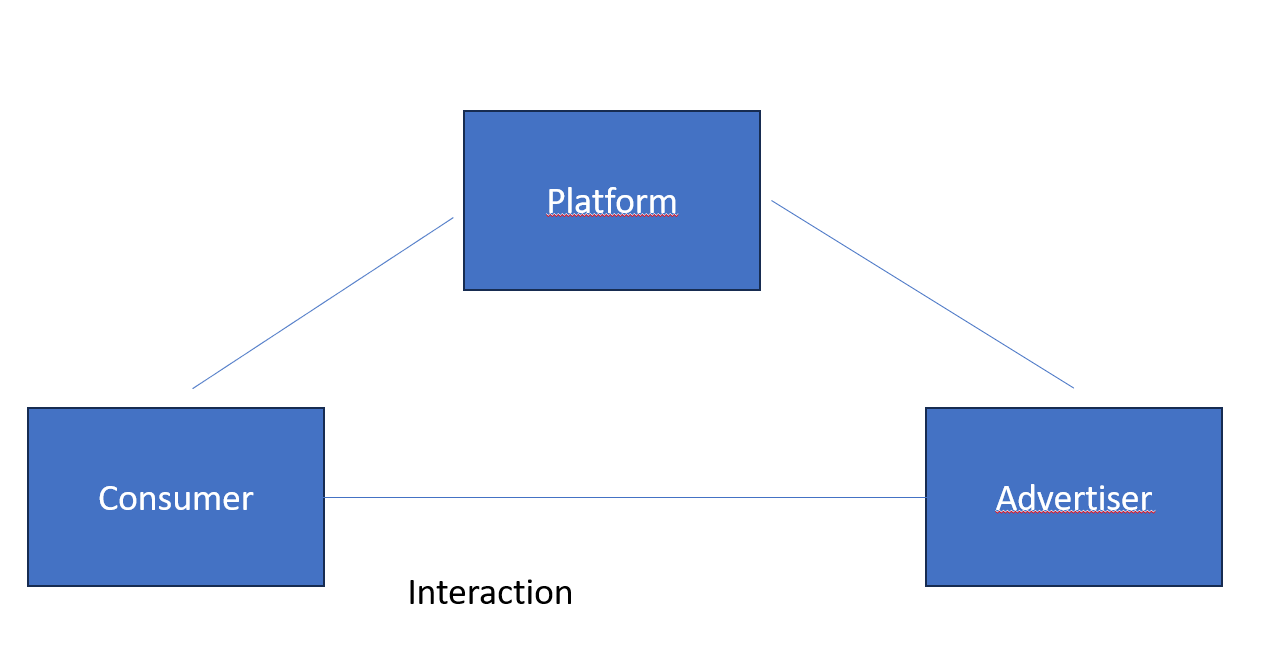 Platform
Consumer
Advertiser
Interaction